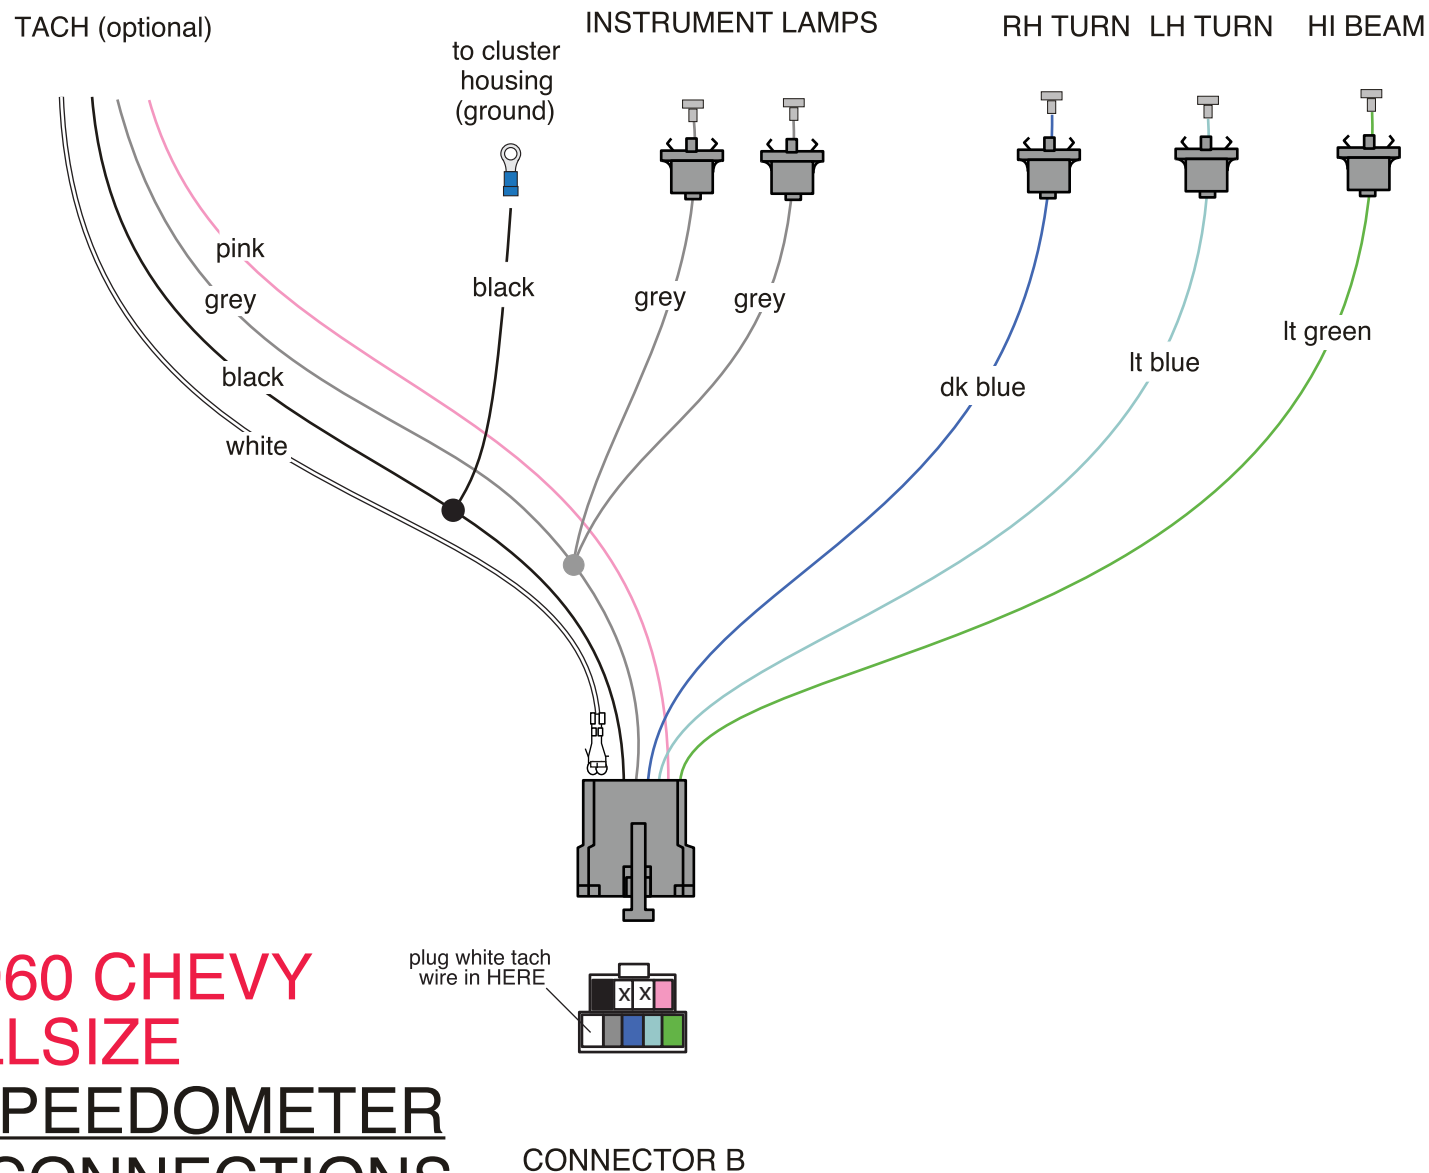 TACH (optional)
to cluster
housing
(ground)
INSTRUMENT LAMPS
RH TURN
LH TURN
HI BEAM
pink
grey
black
white
black
grey
grey
dk blue
lt blue
lt green
plug white tach
wire in HERE
X X
60 CHEVY
LSIZE
PEEDOMETER
CONNECTIONS
CONNECTOR B